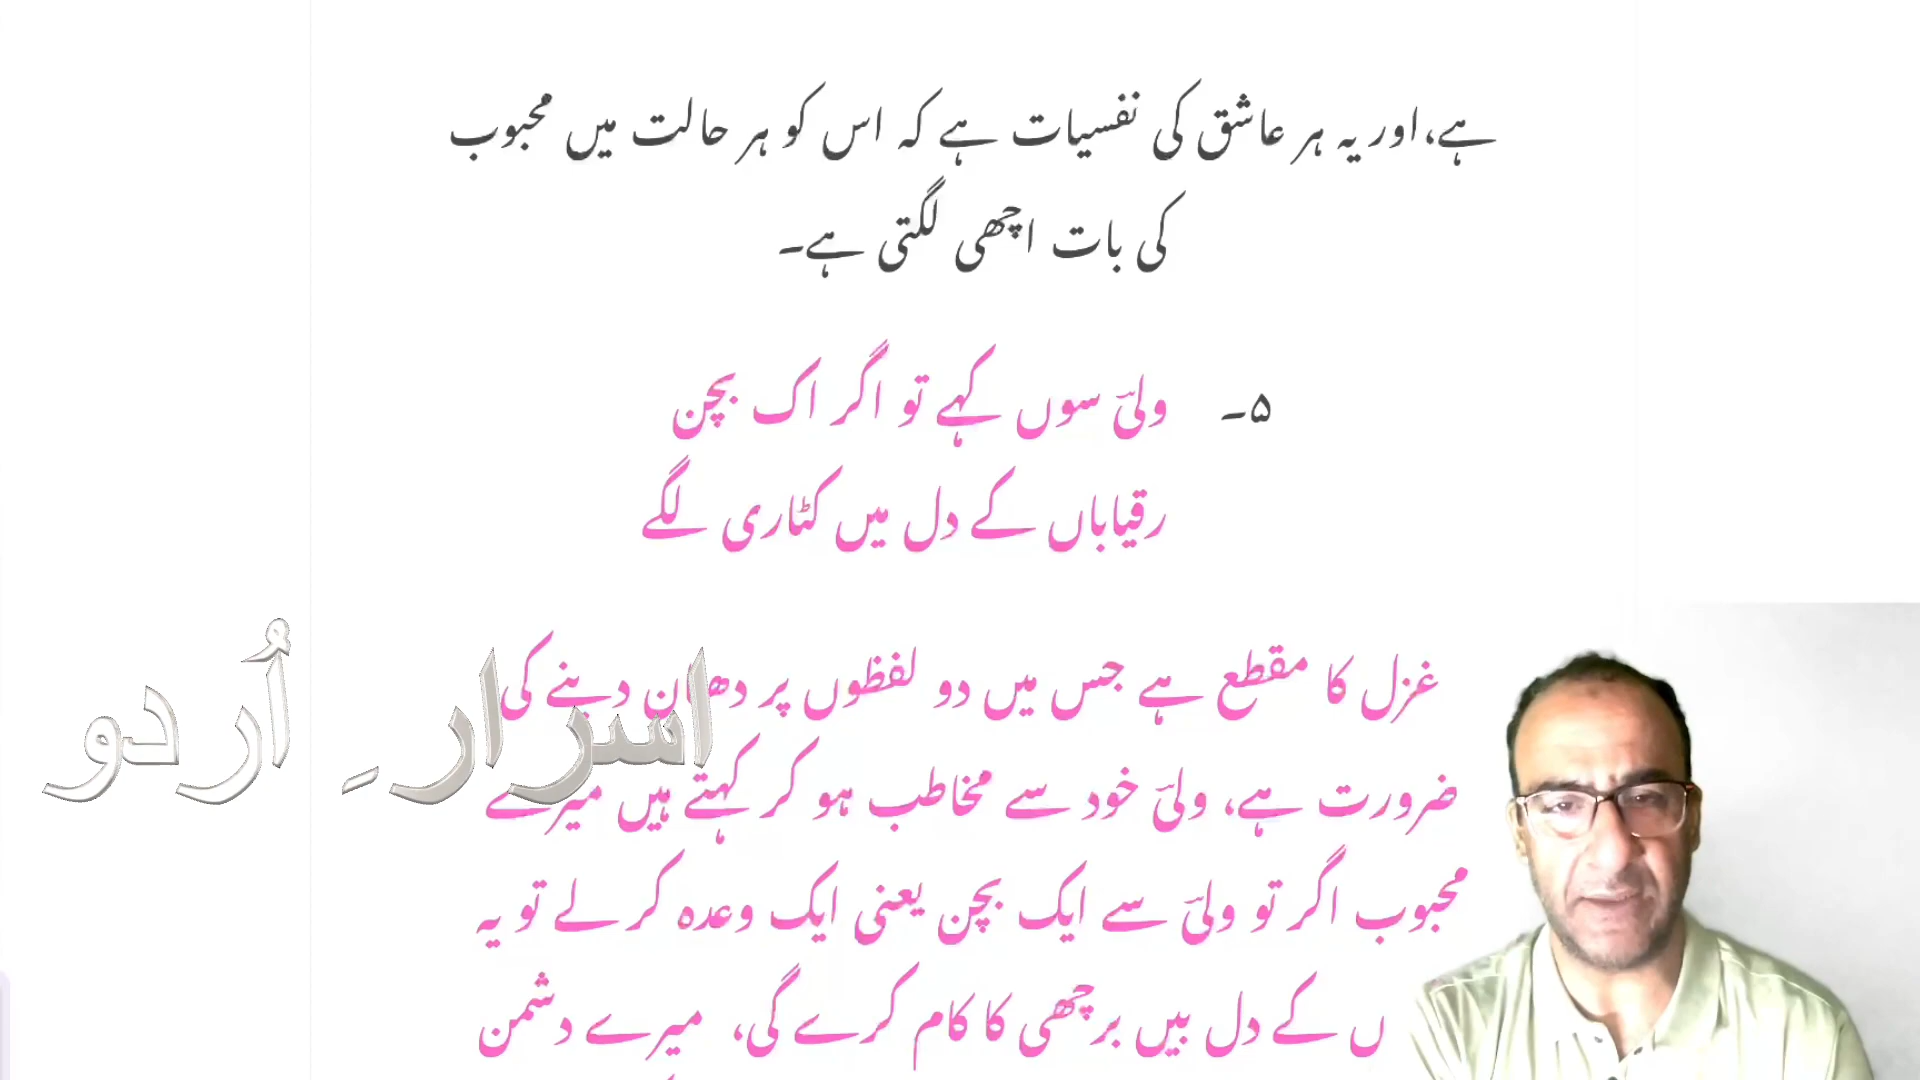 ہے، اور یہ ہر عاشق کی نفسیات ہے کہ اس کو ہر حالت میں محبوب
کی بات اچھی لگتی ہے۔
۵۔ ولیؔ سوں کہے تو اگر اک بچن
رقیاباں کے دل میں کٹاری لگے
غزل کا مقطع ہے جس میں دو لفظوں پر دھیان دینے کی
ضرورت ہے، ولیؔ خود سے مخاطب ہو کر کہتے ہیں میرے
محبوب اگر تو ولیؔ سے ایک بچن یعنی ایک وعدہ کر لے تو یہ
ں کے دل بیں برچھی کا کام کرے گی، میرے دشمن
اسرارِ اُردو